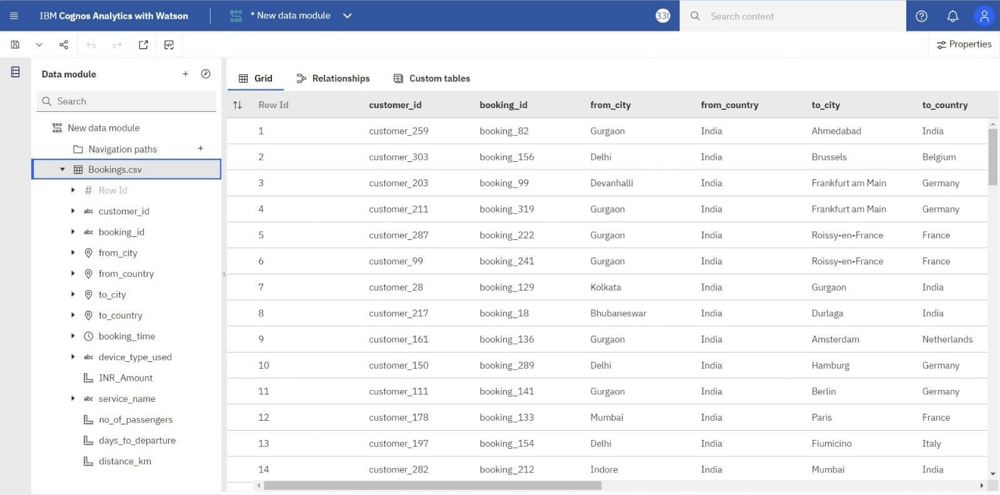 IBM Cognos Analytics with Watson
* New data module
330
Search content
Properties
Data module
Search
New data module
Navigation paths
Bookings.csv
# Row Id
abc customer_id
abc booking_id
from_city
from_country
to_city
to_country
booking_time
abc device_type_used
INR_Amount
abc service_name
no_of_passengers
days_to_departure
distance_km
Grid Relationships Custom tables
Row Id customer_id booking_id from_city from_country to_city to_country
1 customer_259 booking_82 Gurgaon India Ahmedabad India
2 customer_303 booking_156 Delhi India Brussels Belgium
3 customer_203 booking_99 Devanhalli India Frankfurt am Main Germany
4 customer_211 booking_319 Gurgaon India Frankfurt am Main Germany
5 customer_287 booking_222 Gurgaon India Roissy-en-France France
6 customer_99 booking_241 Gurgaon India Roissy-en-France France
7 customer_28 booking_129 Kolkata India Gurgaon India
8 customer_217 booking_18 Bhubaneswar India Durlaga India
9 customer_161 booking_136 Gurgaon India Amsterdam Netherlands
10 customer_150 booking_289 Delhi India Hamburg Germany
11 customer_111 booking_141 Gurgaon India Berlin Germany
12 customer_178 booking_133 Mumbai India Paris France
13 customer_197 booking_154 Delhi India Fiumicino Italy
14 customer_282 booking_212 Indore India Mumbai India